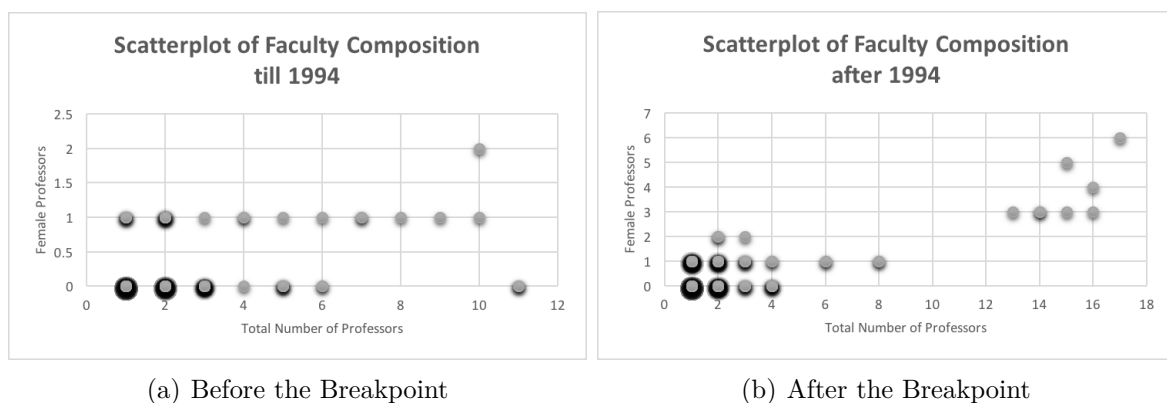 Scatterplot of Faculty Composition
till 1994
2.5
2
1.5
1
0.5
0
Female Professors
0 2 4 6 8 10 12
Total Number of Professors
(a) Before the Breakpoint
Scatterplot of Faculty Composition
after 1994
7
6
5
4
3
2
1
0
Female Professors
0 2 4 6 8 10 12 14 16 18
Total Number of Professors
(b) After the Breakpoint